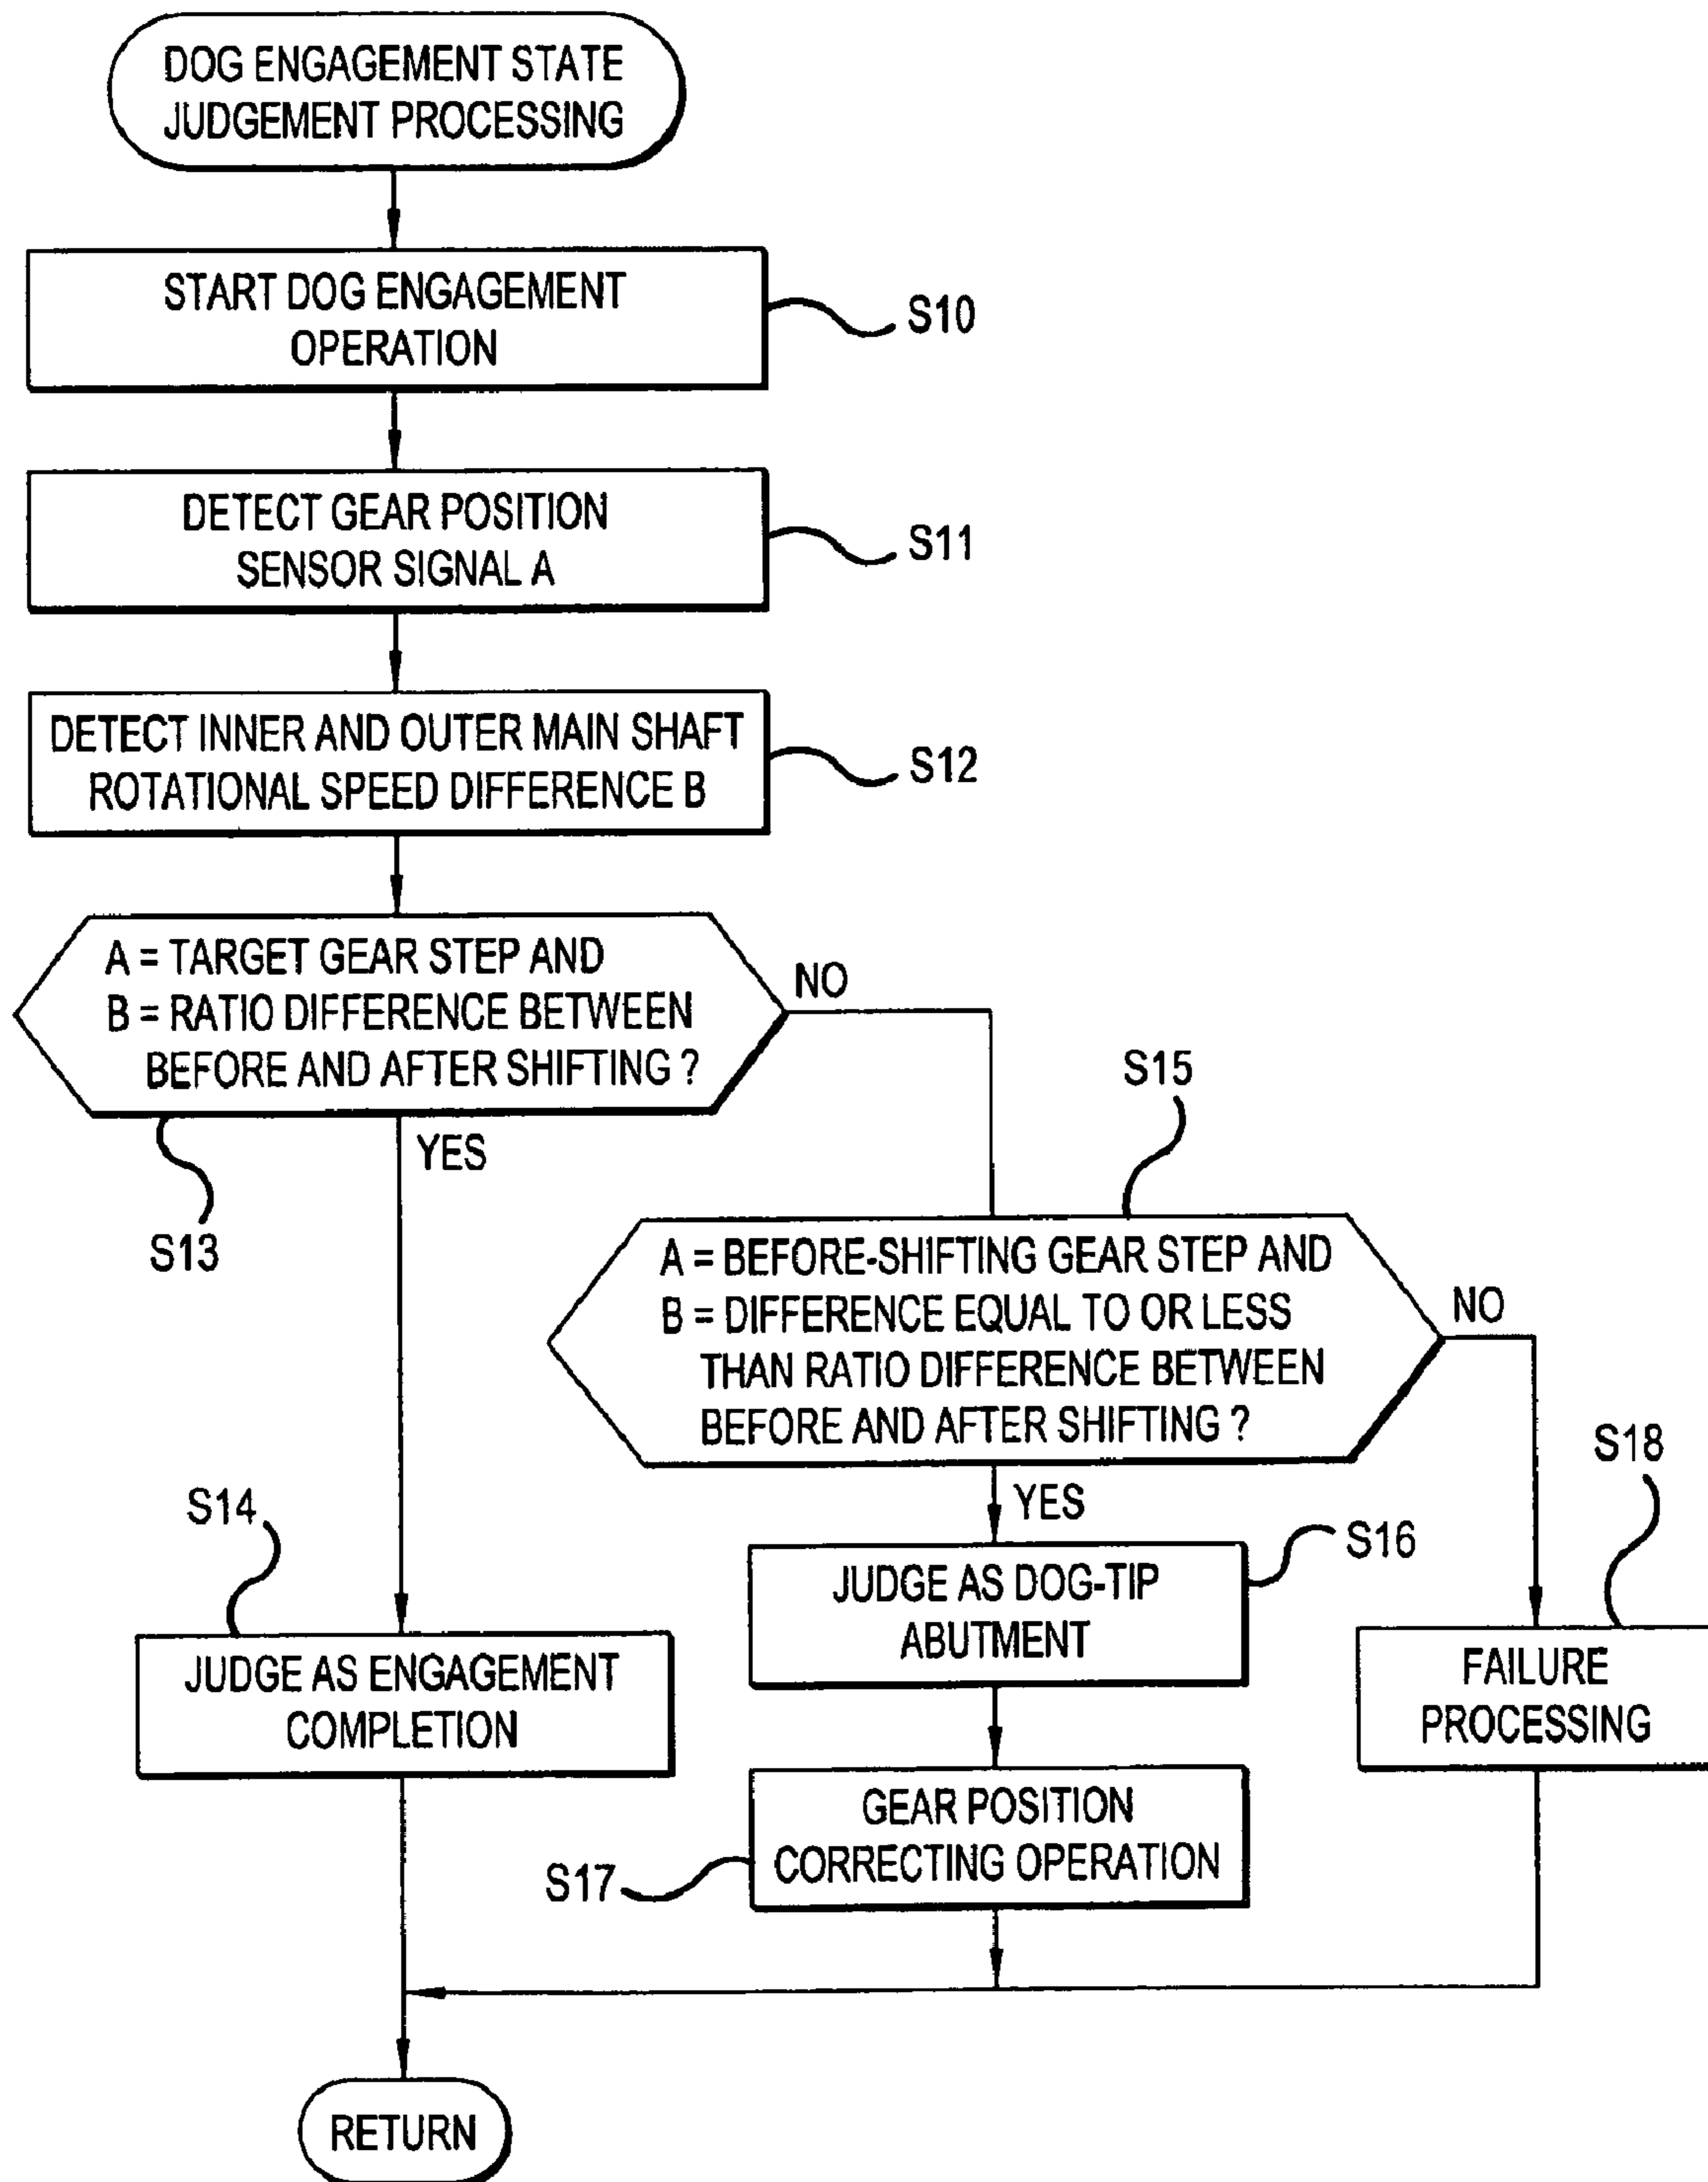 DOG ENGAGEMENT STATE
JUDGEMENT PROCESSING
START DOG ENGAGEMENT
OPERATION
S10
DETECT GEAR POSITION
SENSOR SIGNAL A
S11
DETECT INNER AND OUTER MAIN SHAFT
ROTATIONAL SPEED DIFFERENCE B
S12
A = TARGET GEAR STEP AND
B = RATIO DIFFERENCE BETWEEN
BEFORE AND AFTER SHIFTING ?
NO
YES
S13
S15
A = BEFORE-SHIFTING GEAR STEP AND
B = DIFFERENCE EQUAL TO OR LESS
THAN RATIO DIFFERENCE BETWEEN
BEFORE AND AFTER SHIFTING ?
NO
YES
S14
JUDGE AS ENGAGEMENT
COMPLETION
S16
JUDGE AS DOG-TIP
ABUTMENT
S18
FAILURE
PROCESSING
GEAR POSITION
CORRECTING OPERATION
S17
RETURN